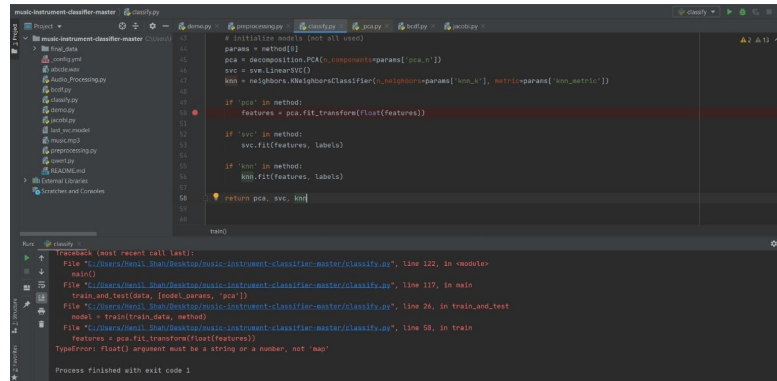 music-instrument-classifier-master classify.py
classify
Project
demo.py preprocessing.py classify.py _pca.py bcdf.py jacobi.py
music-instrument-classifier-master
final_data
_config.yml
abcde.wav
Audio_Processing.py
bcdf.py
classify.py
demo.py
jacobi.py
last_svc.model
music.mp3
preprocessing.py
qwert.py
README.md
External Libraries
Scratches and Consoles
# initialize models (not all used)
params = method[0]
pca = decomposition.PCA(n_components=params['pca_n'])
svc = svm.LinearSVC()
knn = neighbors.KNeighborsClassifier(n_neighbors=params['knn_k'], metric=params['knn_metric'])
if 'pca' in method:
features = pca.fit_transform(float(features))
if 'svc' in method:
svc.fit(features, labels)
if 'knn' in method:
knn.fit(features, labels)
58 return pca, svc, knn
train()
Run: classify
Traceback (most recent call last):
File "C:/Users/Henil Shah/Desktop/music-instrument-classifier-master/classify.py", line 122, in <module>
main()
File "C:/Users/Henil Shah/Desktop/music-instrument-classifier-master/classify.py", line 117, in main
train_and_test(data, [model_params, 'pca'])
File "C:/Users/Henil Shah/Desktop/music-instrument-classifier-master/classify.py", line 26, in train_and_test
model = train(train_data, method)
File "C:/Users/Henil Shah/Desktop/music-instrument-classifier-master/classify.py", line 50, in train
features = pca.fit_transform(float(features))
TypeError: float() argument must be a string or a number, not 'map'
Process finished with exit code 1